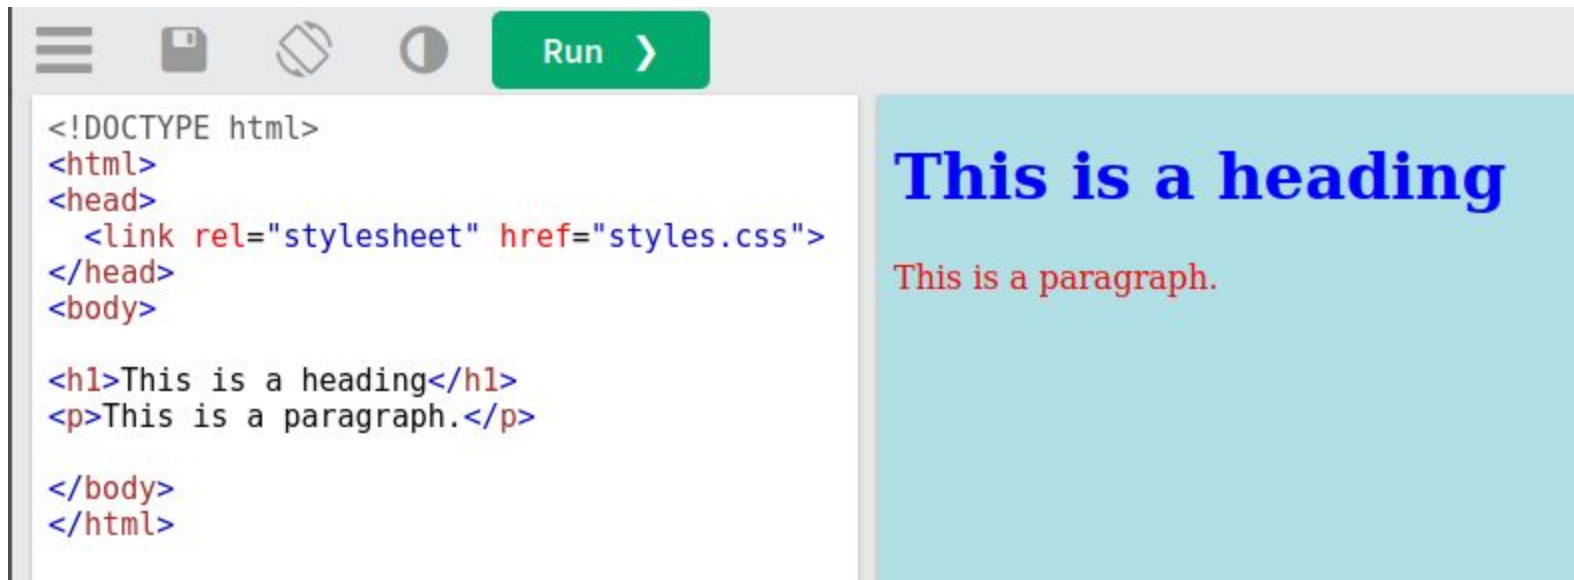 Run ❯
<!DOCTYPE html>
<html>
<head>
  <link rel="stylesheet" href="styles.css">
</head>
<body>

<h1>This is a heading</h1>
<p>This is a paragraph.</p>

</body>
</html>
This is a heading
This is a paragraph.